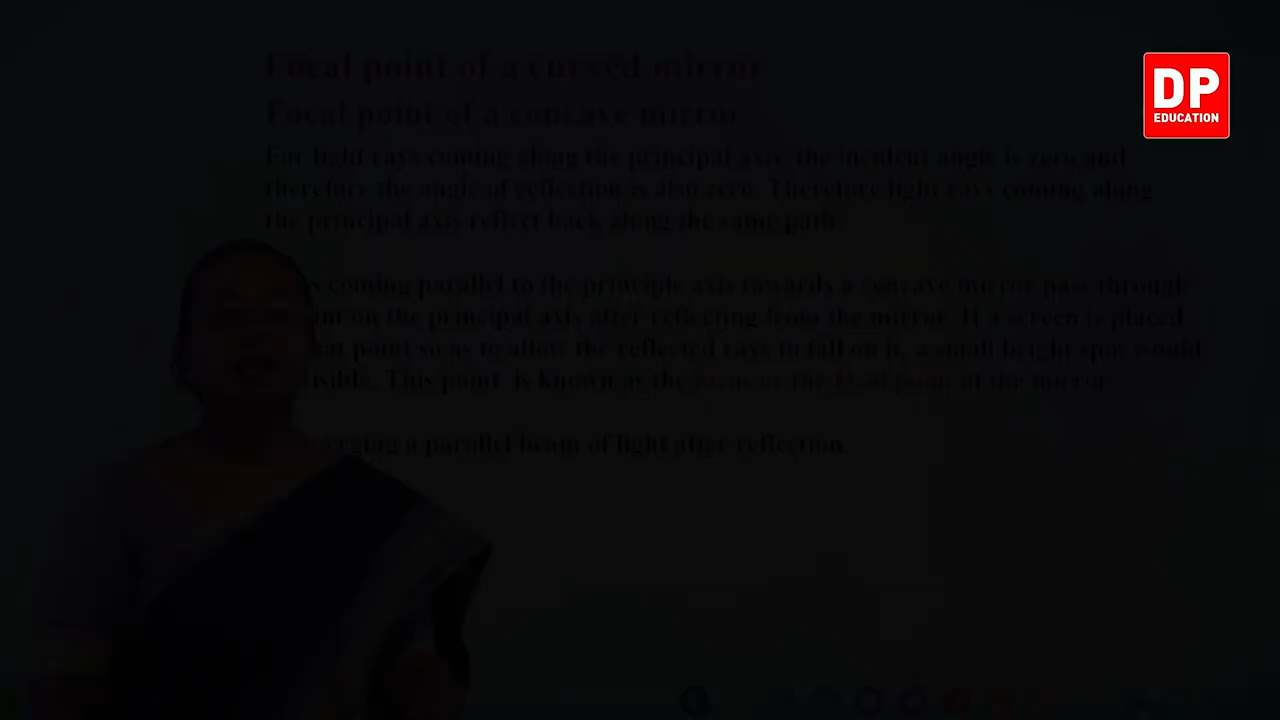 Focal point of a curved mirror
Focal point of a concave mirror
For light rays coming along the principal axis, the incident angle is zero and
therefore the angle of reflection is also zero. Therefore light rays coming along
the principal axis reflect back along the same path.
coming parallel to the principle axis towards a concave mirror pass through
on the principal axis after reflecting from the mirror. If a screen is placed
at point so as to allow the reflected rays to fall on it, a small bright spot would
isible. This point is known as the focus or the focal point of the mirror.
a parallel beam of light after reflection.
DP
EDUCATION